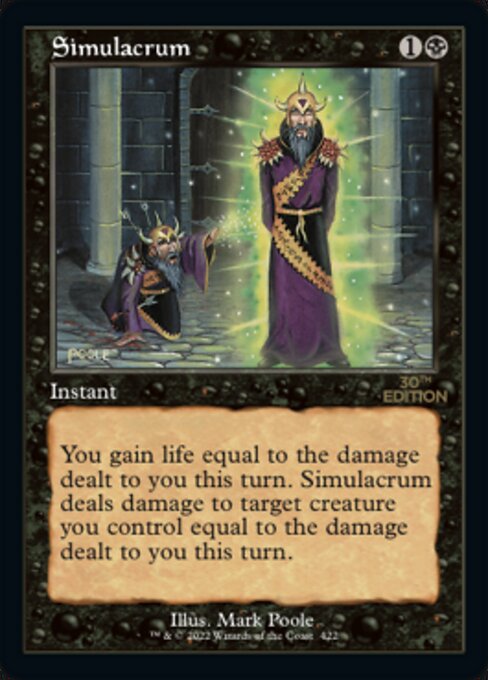 Simulacrum 1
POOLE
Instant
30TH
EDITION
You gain life equal to the damage
dealt to you this turn. Simulacrum
deals damage to target creature
you control equal to the damage
dealt to you this turn.
Illus. Mark Poole
™ & © 2022 Wizards of the Coast 422